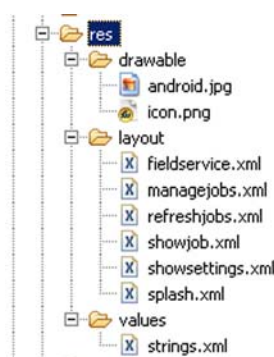 res
drawable
android.jpg
icon.png
layout
fieldservice.xml
managejobs.xml
refreshjobs.xml
showjob.xml
showsettings.xml
splash.xml
values
strings.xml